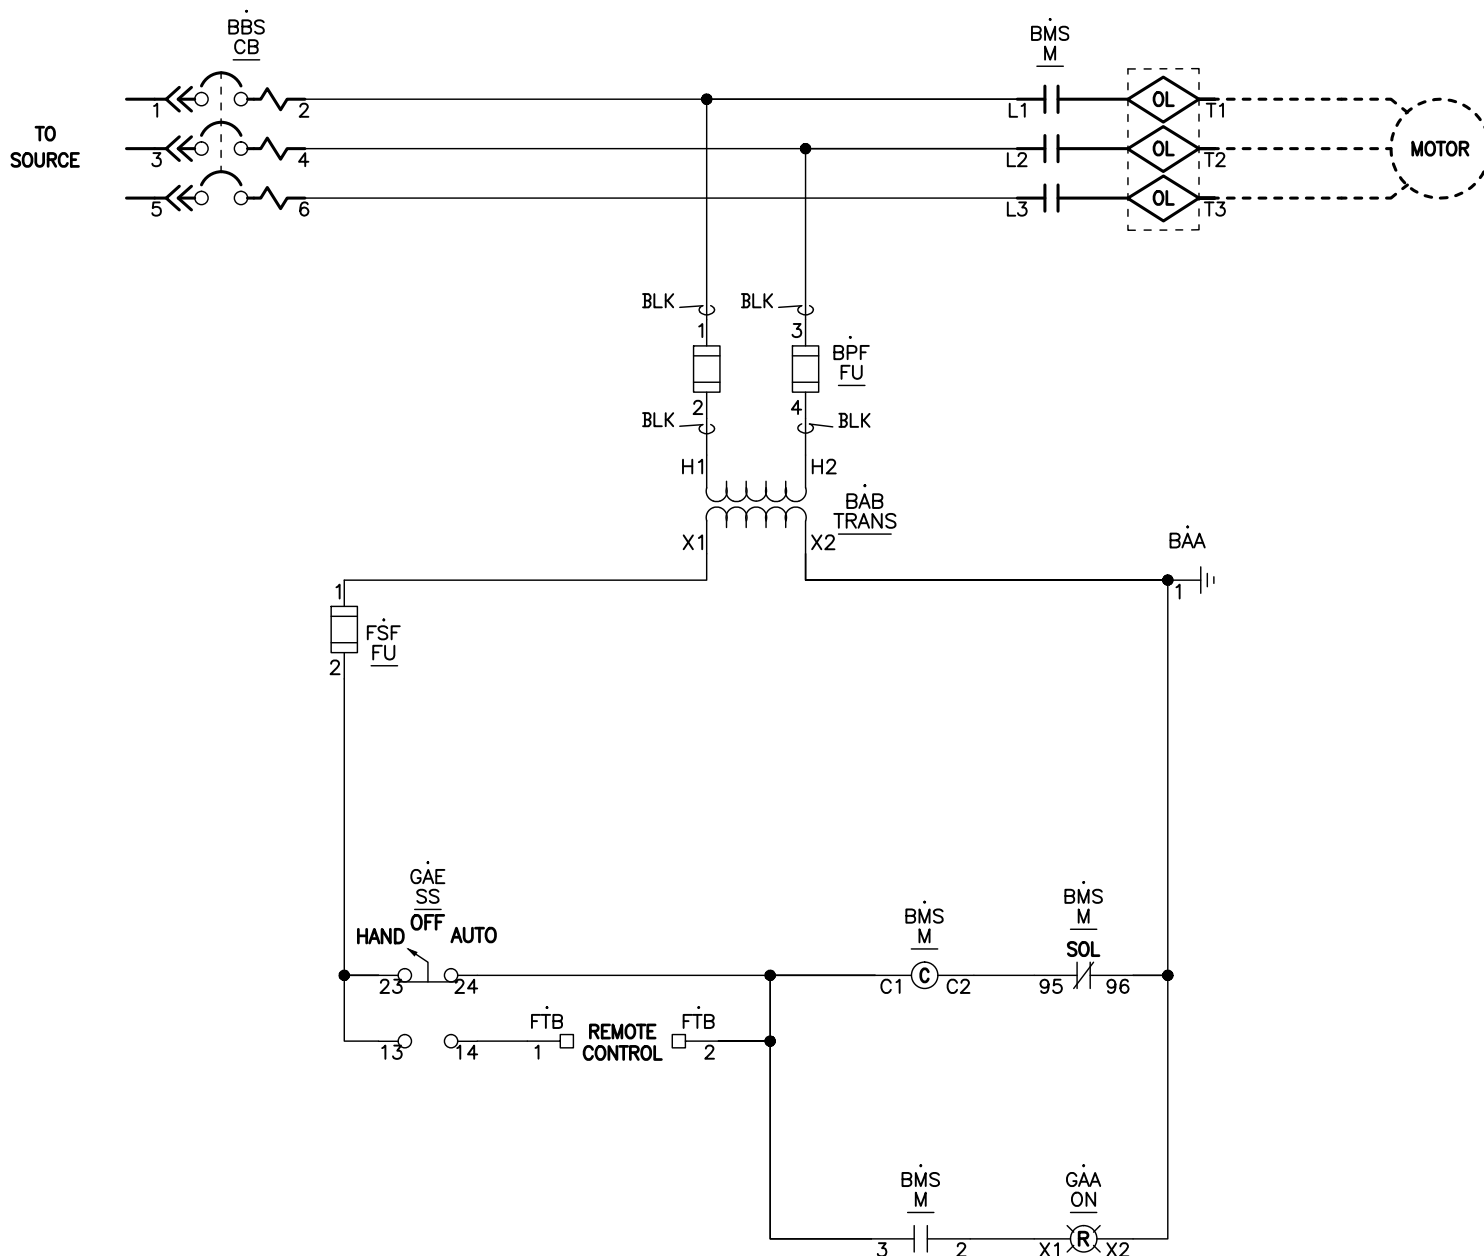 BBS
CB
BMS
M
1
2
L1
OL
T1
TO
SOURCE
3
4
L2
OL
T2
MOTOR
5
6
L3
OL
T3
BLK
BLK
1
3
BPF
FU
2
4
BLK
BLK
H1
H2
BAB
TRANS
X1
X2
BAA
1
1
FSF
FU
2
GAE
SS
OFF
HAND
AUTO
23
24
BMS
M
C
C1
C2
BMS
M
SOL
95
96
13
14
FTB
1
REMOTE
CONTROL
FTB
2
BMS
M
3
2
GAA
ON
X1
R
X2